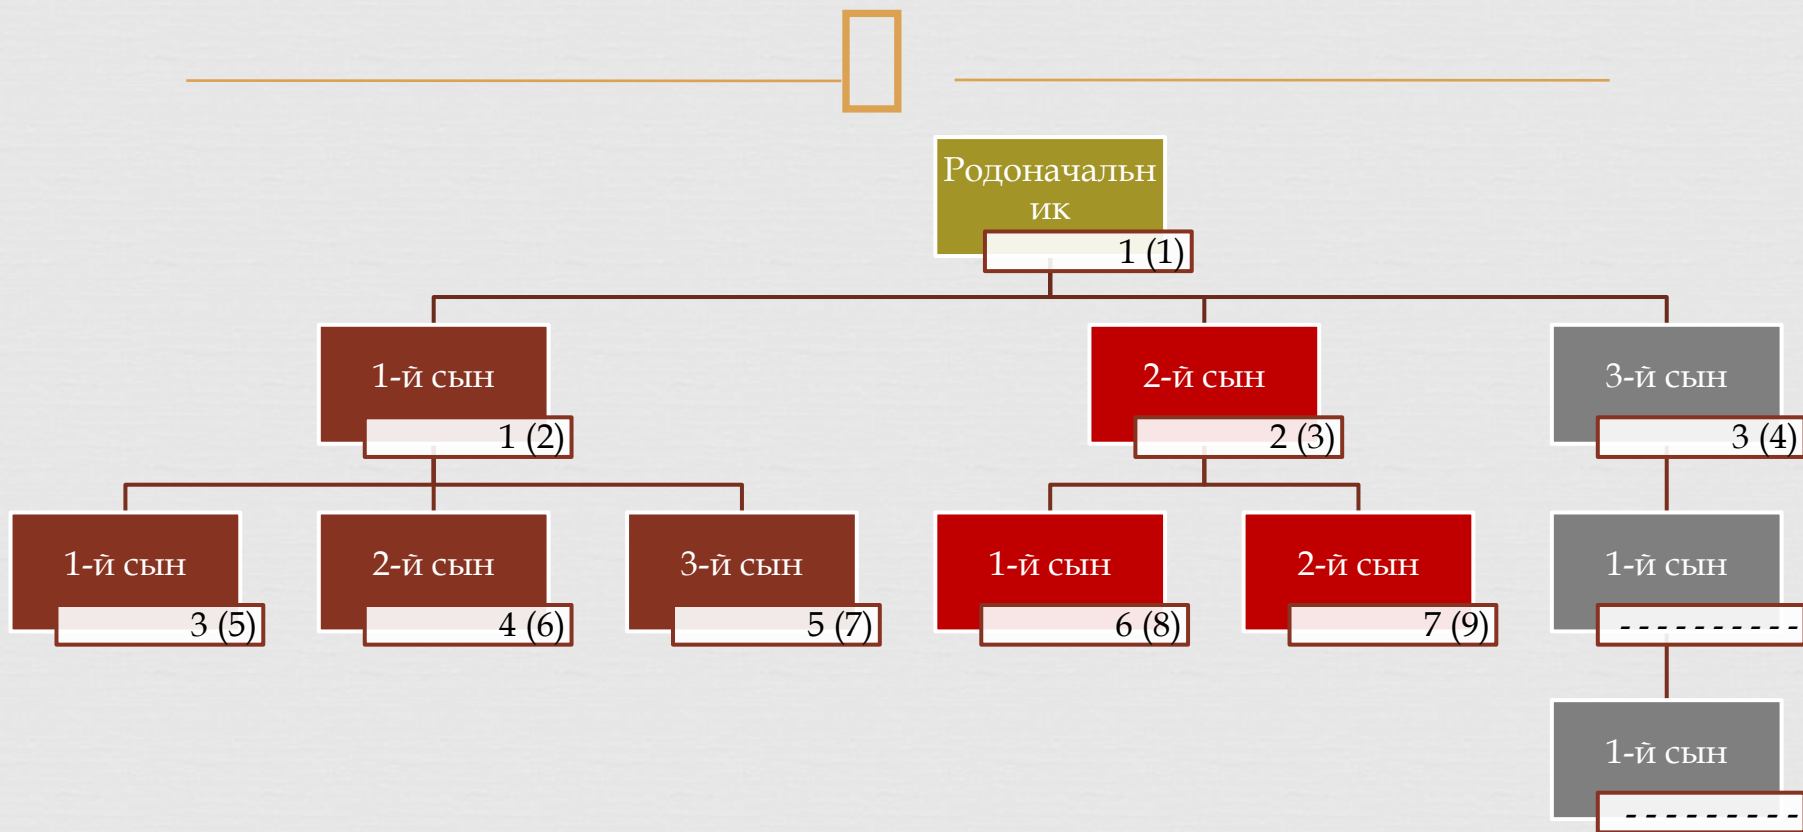 Родоначальн
ик
1 (1)
1-й сын
1 (2)
2-й сын
2 (3)
3-й сын
3 (4)
1-й сын
3 (5)
2-й сын
4 (6)
3-й сын
5 (7)
1-й сын
6 (8)
2-й сын
7 (9)
1-й сын
- - - - - - - - - -
1-й сын
- - - - - - - - - -